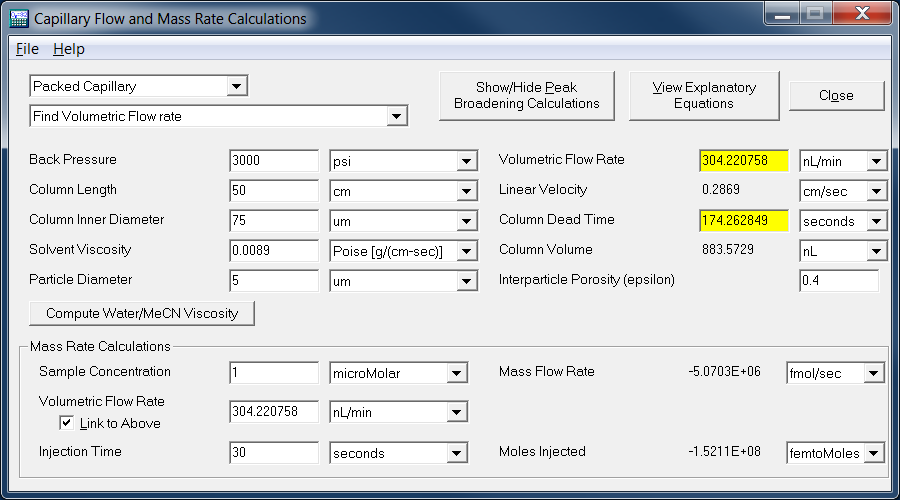 Capillary Flow and Mass Rate Calculations
File Help
Packed Capillary
Find Volumetric Flow rate
Show/Hide Peak
Broadening Calculations
View Explanatory
Equations
Close
Back Pressure 3000 psi Volumetric Flow Rate 304.220758 nL/min
Column Length 50 cm Linear Velocity 0.2869 cm/sec
Column Inner Diameter 75 um Column Dead Time 174.262849 seconds
Solvent Viscosity 0.0089 Poise [g/(cm-sec)] Column Volume 883.5729 nL
Particle Diameter 5 um Interparticle Porosity (epsilon) 0.4
Compute Water/MeCN Viscosity
Mass Rate Calculations
Sample Concentration 1 microMolar Mass Flow Rate -5.0703E+06 fmol/sec
Volumetric Flow Rate 304.220758 nL/min
Link to Above
Injection Time 30 seconds Moles Injected -1.5211E+08 femtoMoles